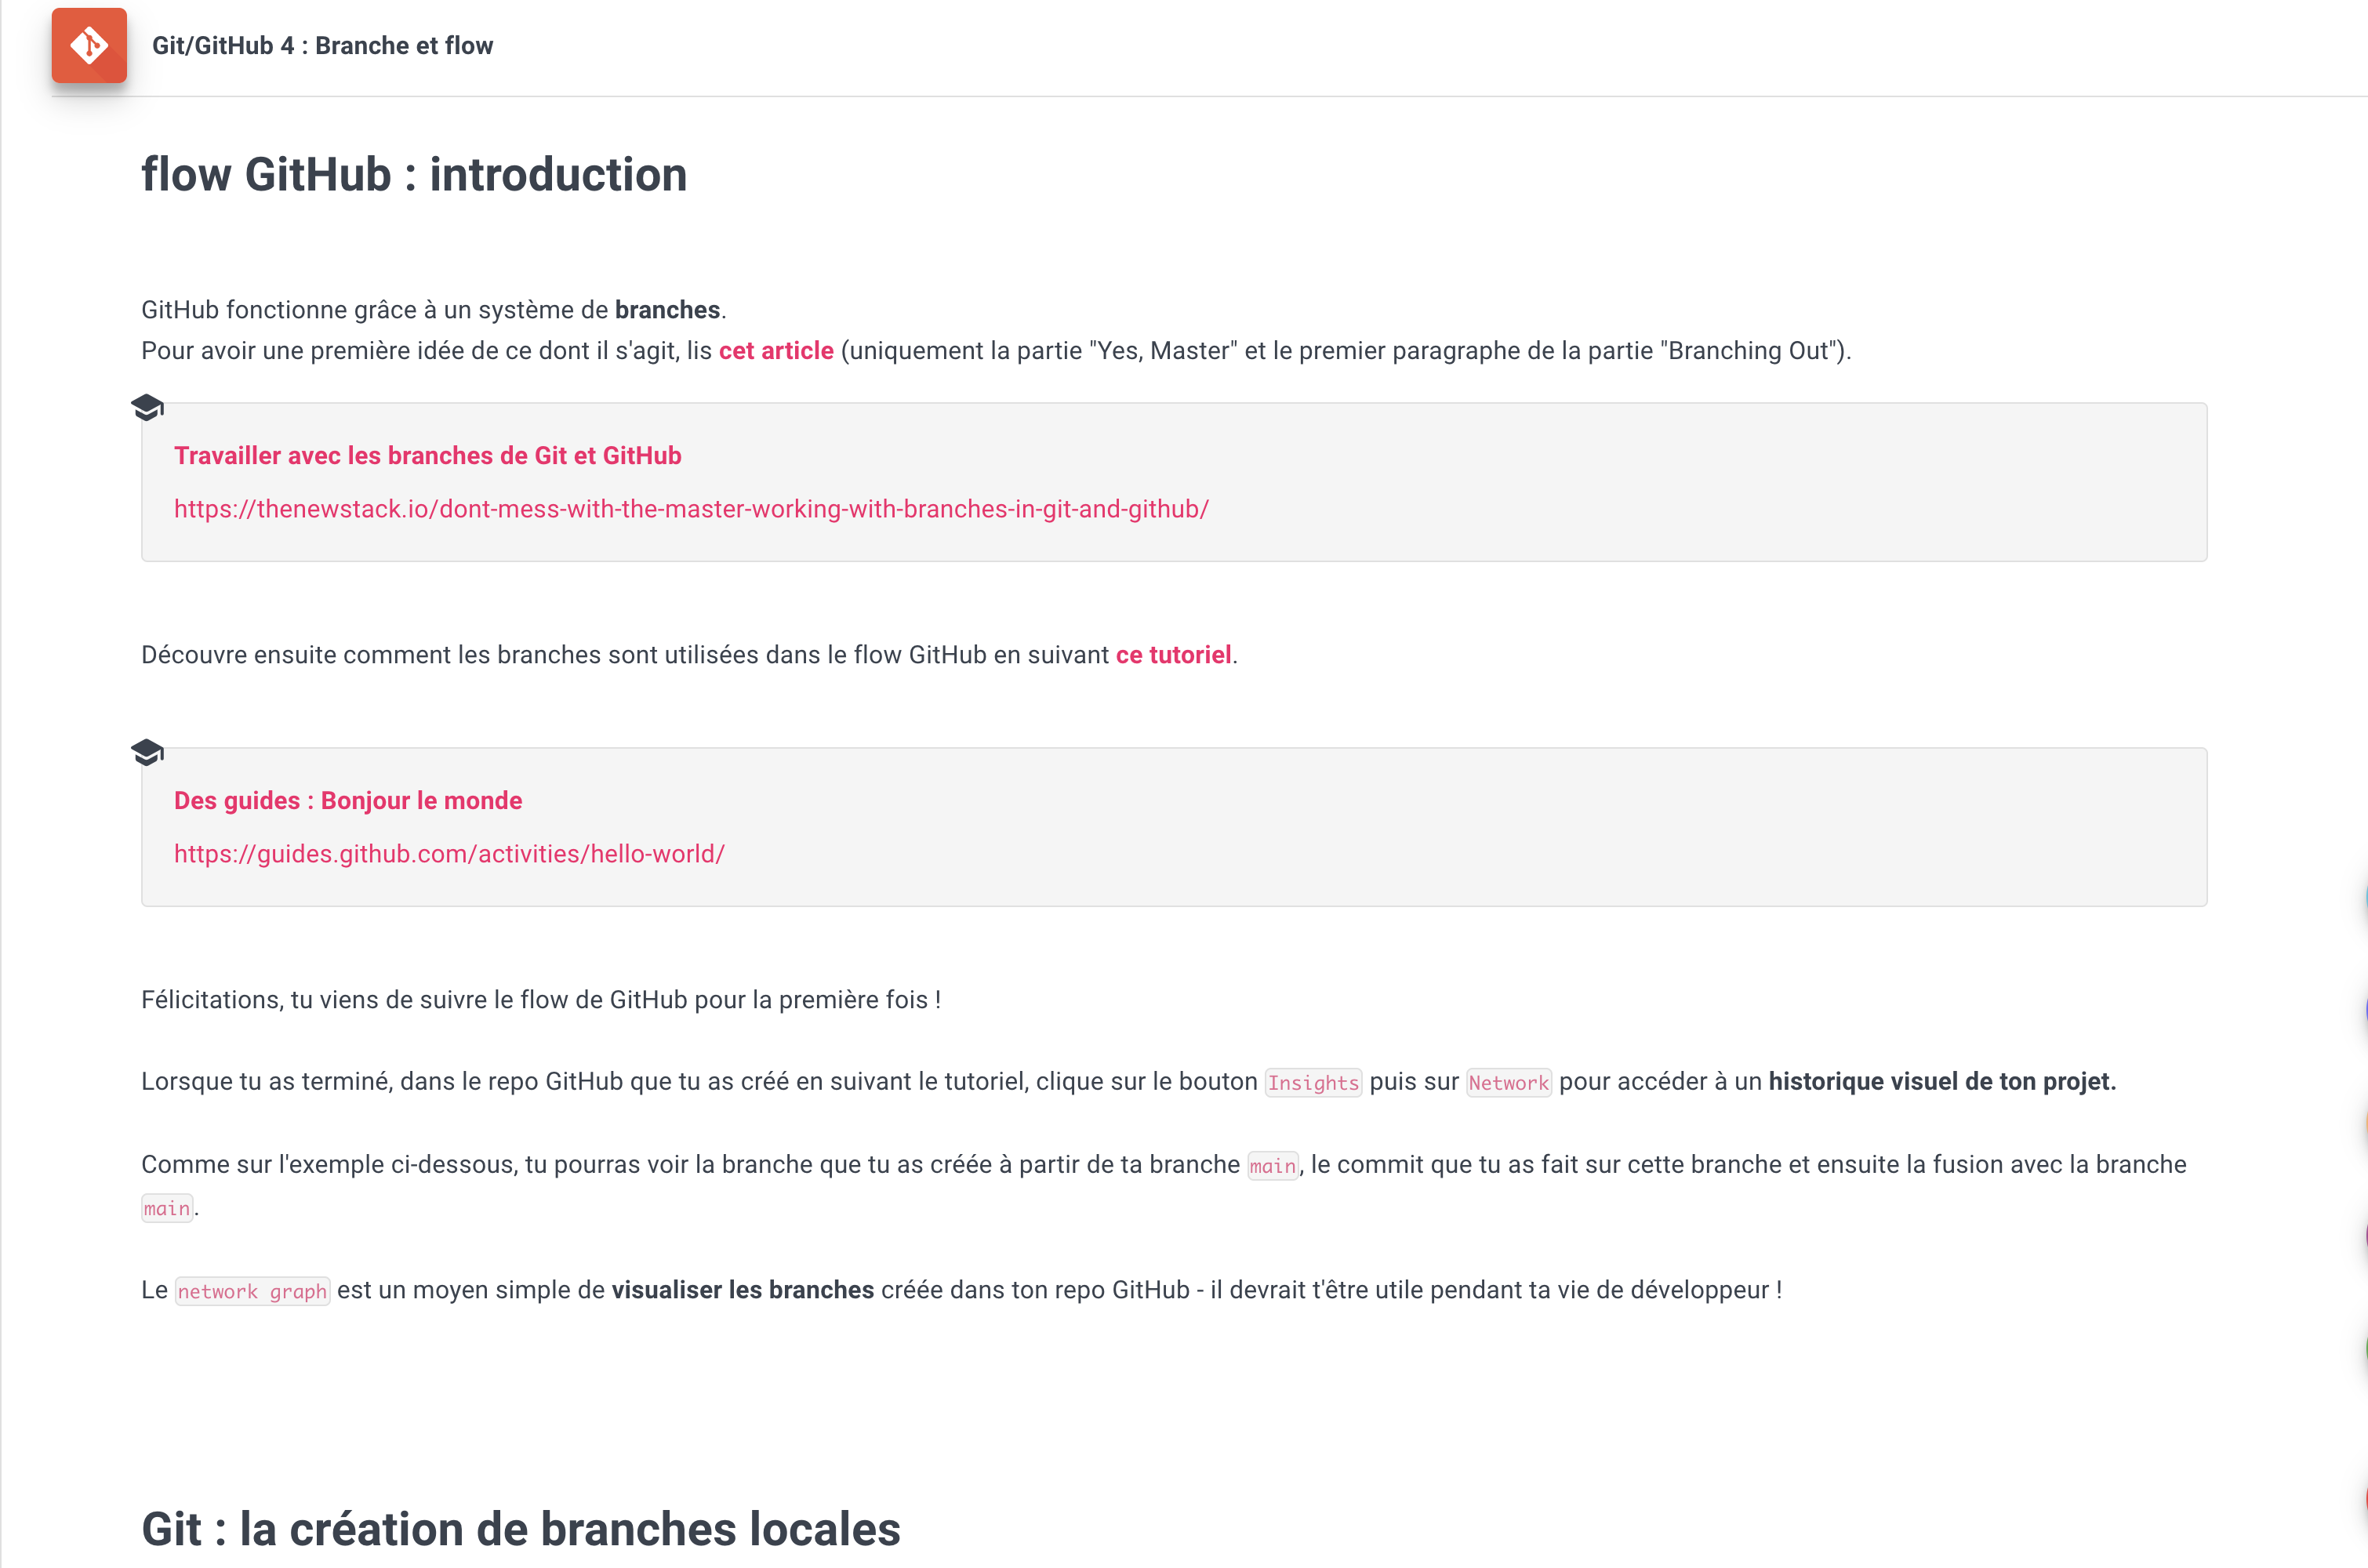 Git/GitHub 4 : Branche et flow
flow GitHub : introduction
GitHub fonctionne grâce à un système de branches.
Pour avoir une première idée de ce dont il s'agit, lis cet article (uniquement la partie "Yes, Master" et le premier paragraphe de la partie "Branching Out").
Travailler avec les branches de Git et GitHub
https://thenewstack.io/dont-mess-with-the-master-working-with-branches-in-git-and-github/
Découvre ensuite comment les branches sont utilisées dans le flow GitHub en suivant ce tutoriel.
Des guides : Bonjour le monde
https://guides.github.com/activities/hello-world/
Félicitations, tu viens de suivre le flow de GitHub pour la première fois !
Lorsque tu as terminé, dans le repo GitHub que tu as créé en suivant le tutoriel, clique sur le bouton Insights puis sur Network pour accéder à un historique visuel de ton projet.
Comme sur l'exemple ci-dessous, tu pourras voir la branche que tu as créée à partir de ta branche main, le commit que tu as fait sur cette branche et ensuite la fusion avec la branche
main.
Le network graph est un moyen simple de visualiser les branches créée dans ton repo GitHub - il devrait t'être utile pendant ta vie de développeur !
Git : la création de branches locales